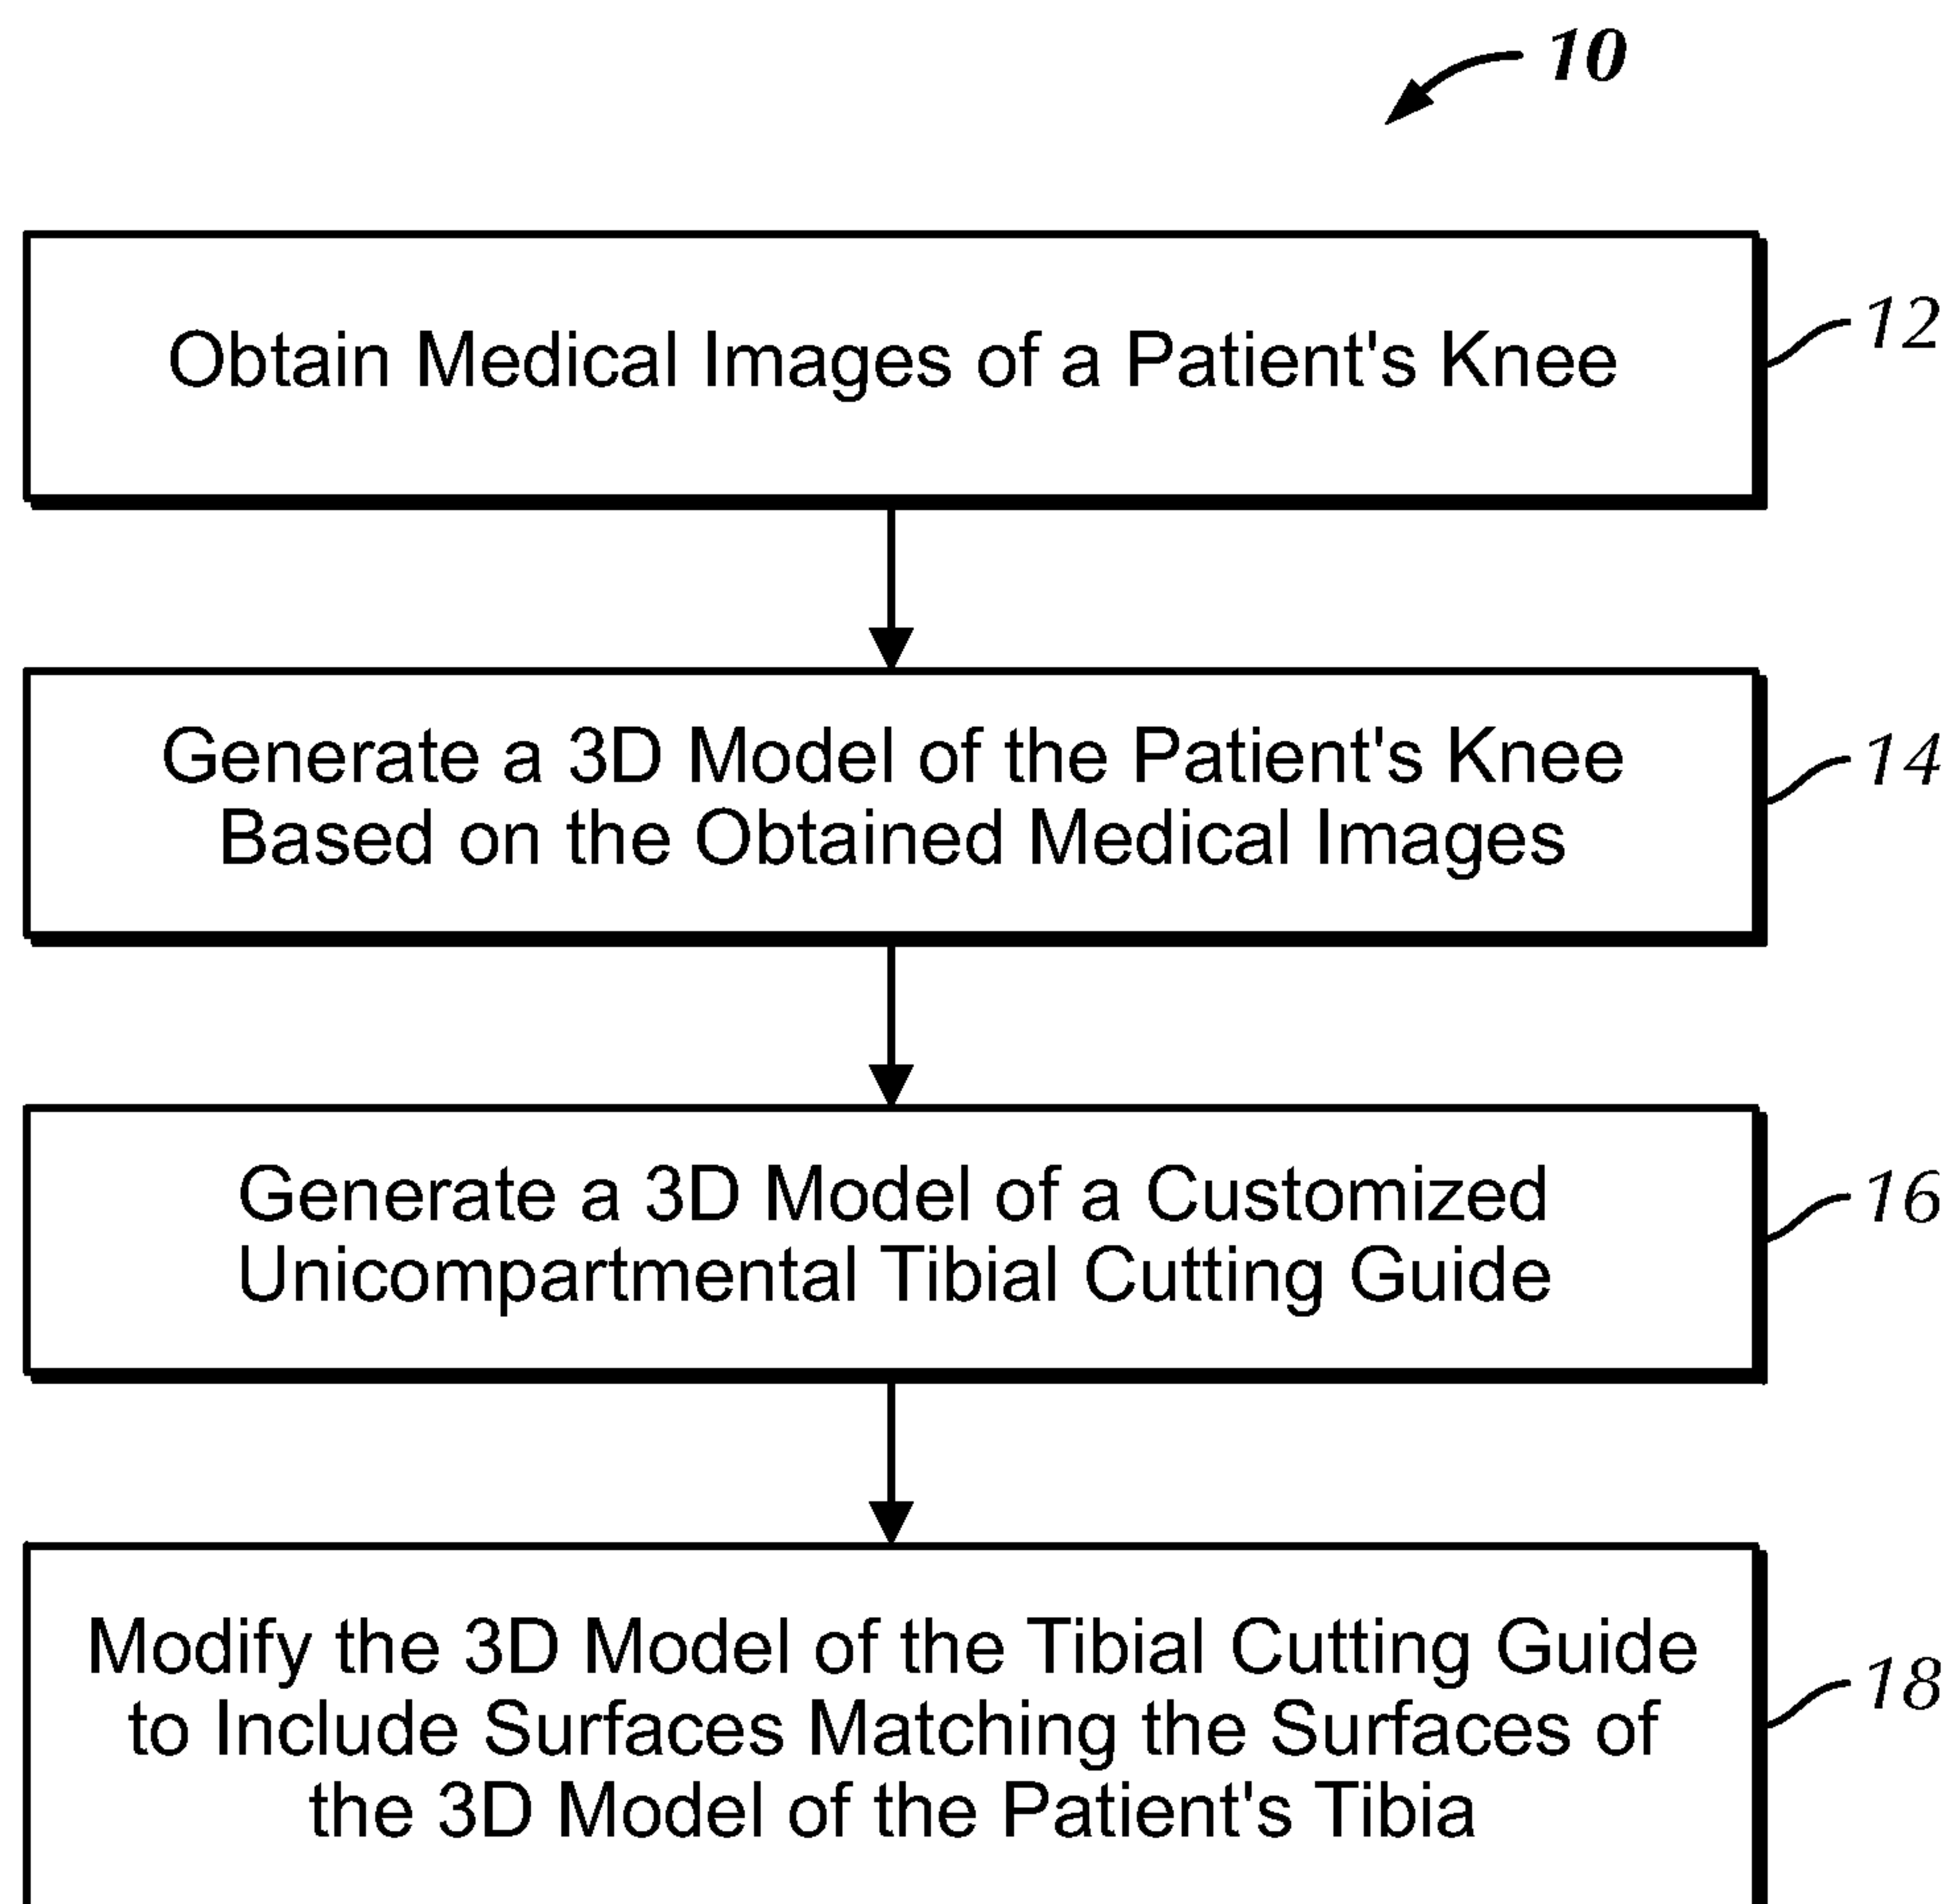 10
Obtain Medical Images of a Patient's Knee
12
Generate a 3D Model of the Patient's Knee
Based on the Obtained Medical Images
14
Generate a 3D Model of a Customized
Unicompartmental Tibial Cutting Guide
16
Modify the 3D Model of the Tibial Cutting Guide
to Include Surfaces Matching the Surfaces of
the 3D Model of the Patient's Tibia
18